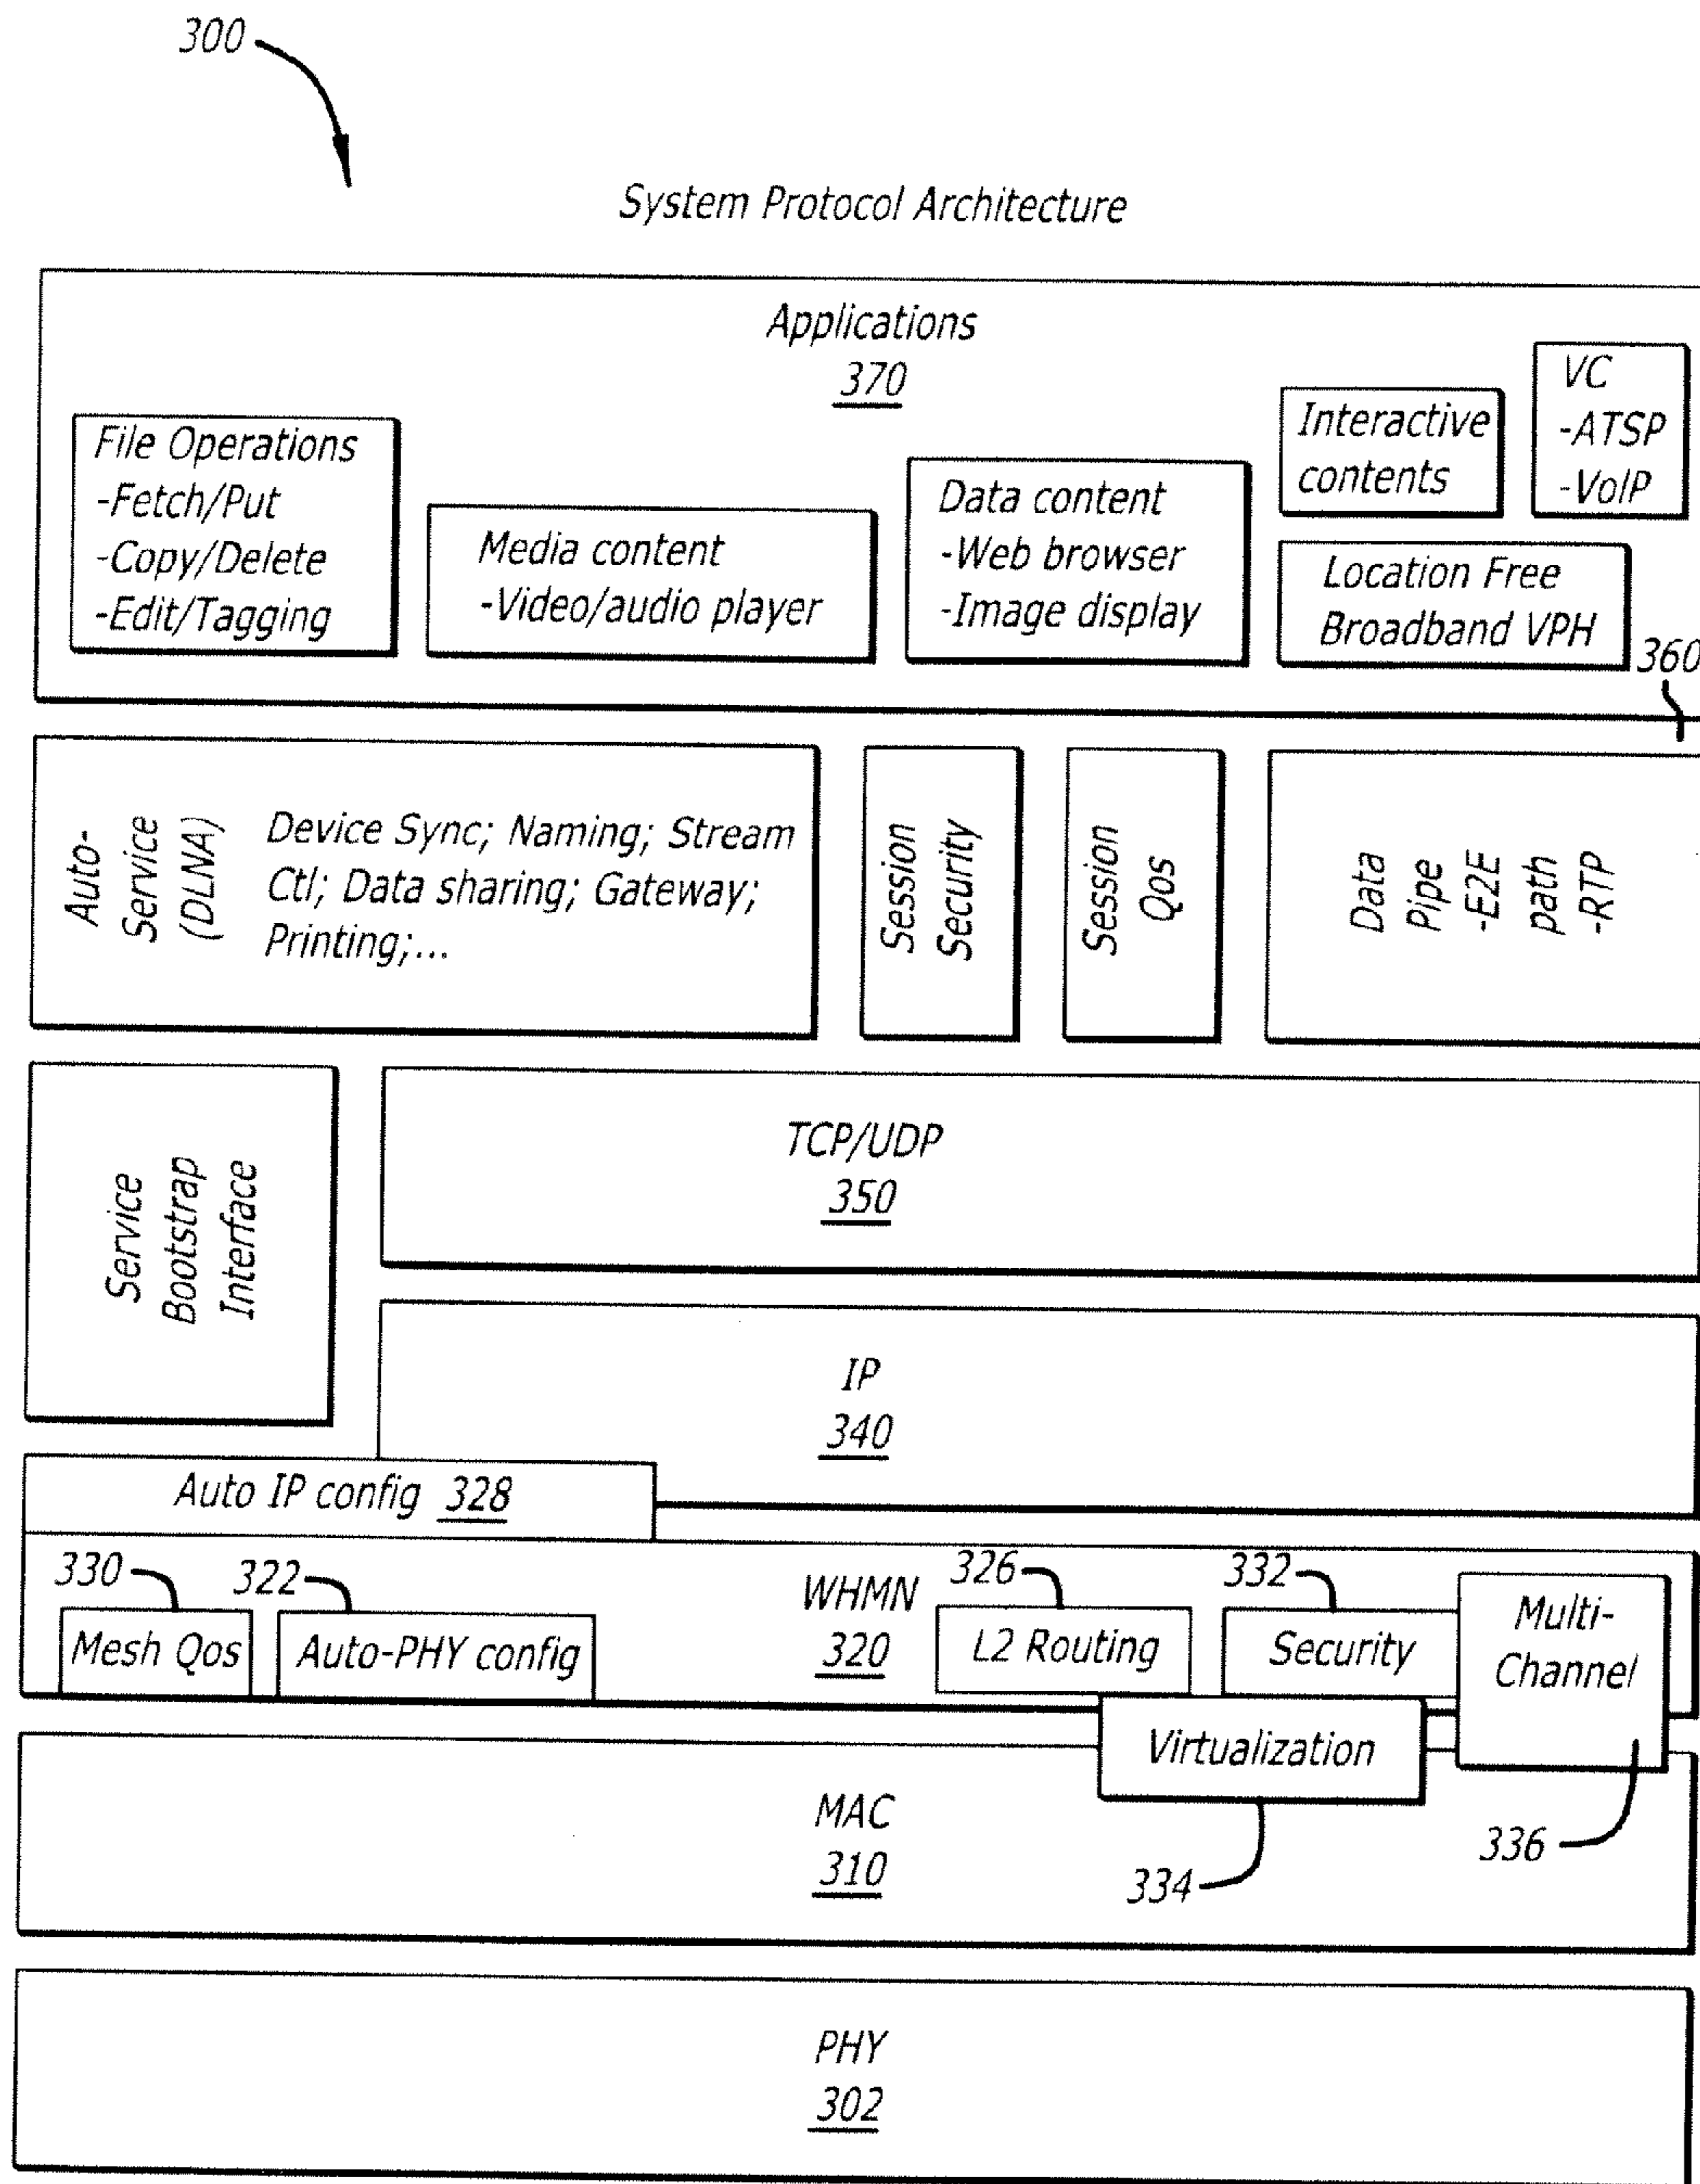 300
System Protocol Architecture
Applications
370
File Operations
-Fetch/Put
-Copy/Delete
-Edit/Tagging
Media content
-Video/audio player
Data content
-Web browser
-Image display
Interactive
contents
VC
-ATSP
-VoIP
Location Free
Broadband VPH
360
Auto-
Service
(DLNA)
Device Sync; Naming; Stream
Ctl; Data sharing; Gateway;
Printing;...
Session
Security
Session
Qos
Data
Pipe
-E2E
path
-RTP
Service
Bootstrap
Interface
TCP/UDP
350
IP
340
Auto IP config 328
330
322
WHMN
320
326
332
Mesh Qos
Auto-PHY config
L2 Routing
Security
Multi-
Channel
Virtualization
MAC
310
334
336
PHY
302